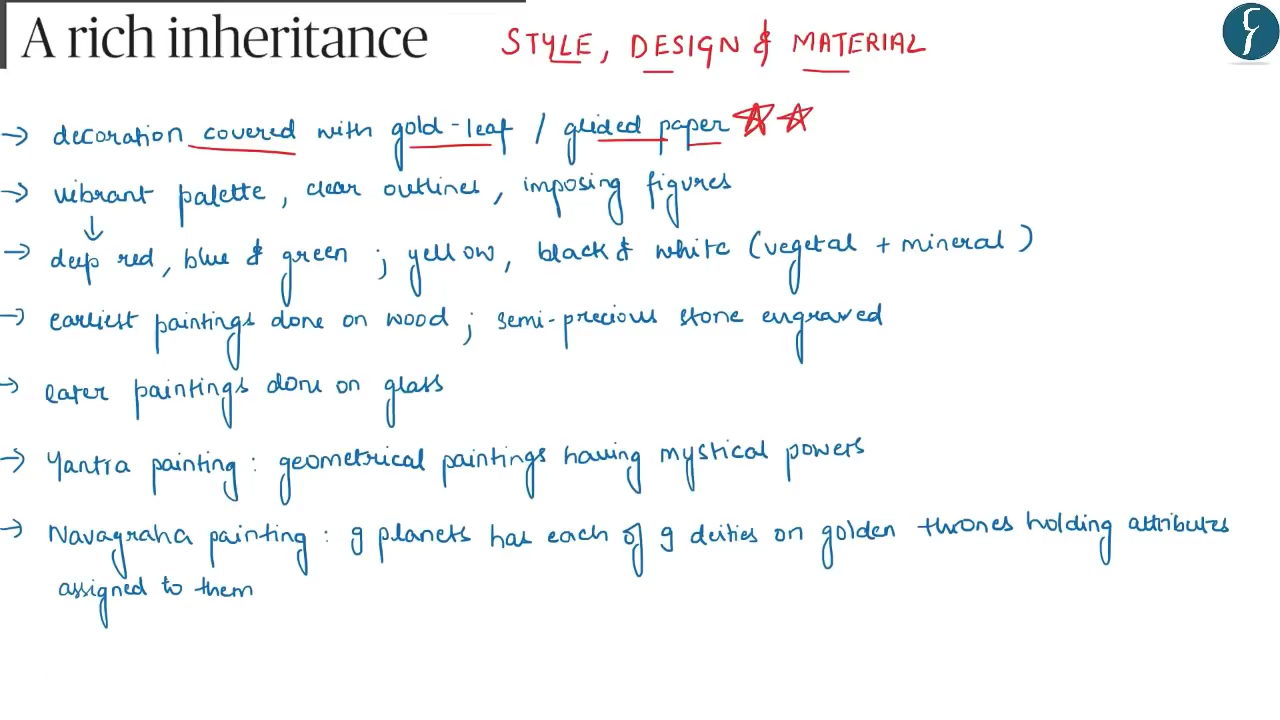 A rich inheritance STYLE, DESIGN & MATERIAL
→ decoration covered with gold-leaf / glided paper ☆☆
→ vibrant palette, clear outlines, imposing figures
↓
→ deep red, blue & green ; yellow, black & white (vegetal + mineral)
→ earliest paintings done on wood ; semi-precious stone engraved
→ later paintings done on glass
→ Yantra painting : geometrical paintings having mystical powers
→ Navagraha painting : 9 planets has each of 9 deities on golden thrones holding attributes
assigned to them